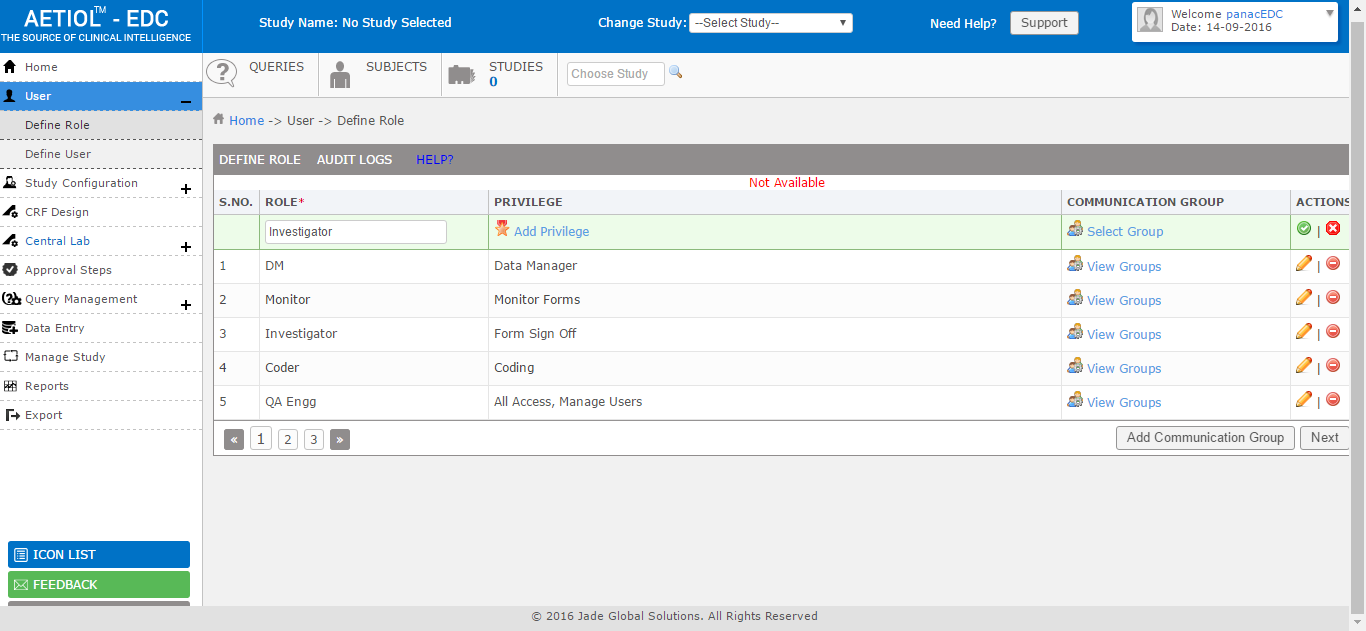 AETIOL™ - EDC
THE SOURCE OF CLINICAL INTELLIGENCE
Study Name: No Study Selected
Change Study: --Select Study--
Need Help? Support
Welcome panacEDC
Date: 14-09-2016
Home
User
Define Role
Define User
Study Configuration
CRF Design
Central Lab
Approval Steps
Query Management
Data Entry
Manage Study
Reports
Export
ICON LIST
FEEDBACK
? QUERIES
SUBJECTS
STUDIES
0
Choose Study
Home -> User -> Define Role
DEFINE ROLE AUDIT LOGS HELP?
Not Available
S.NO. ROLE* PRIVILEGE COMMUNICATION GROUP ACTIONS
Investigator Add Privilege Select Group |
1 DM Data Manager View Groups |
2 Monitor Monitor Forms View Groups |
3 Investigator Form Sign Off View Groups |
4 Coder Coding View Groups |
5 QA Engg All Access, Manage Users View Groups |
« 1 2 3 » Add Communication Group Next
© 2016 Jade Global Solutions. All Rights Reserved